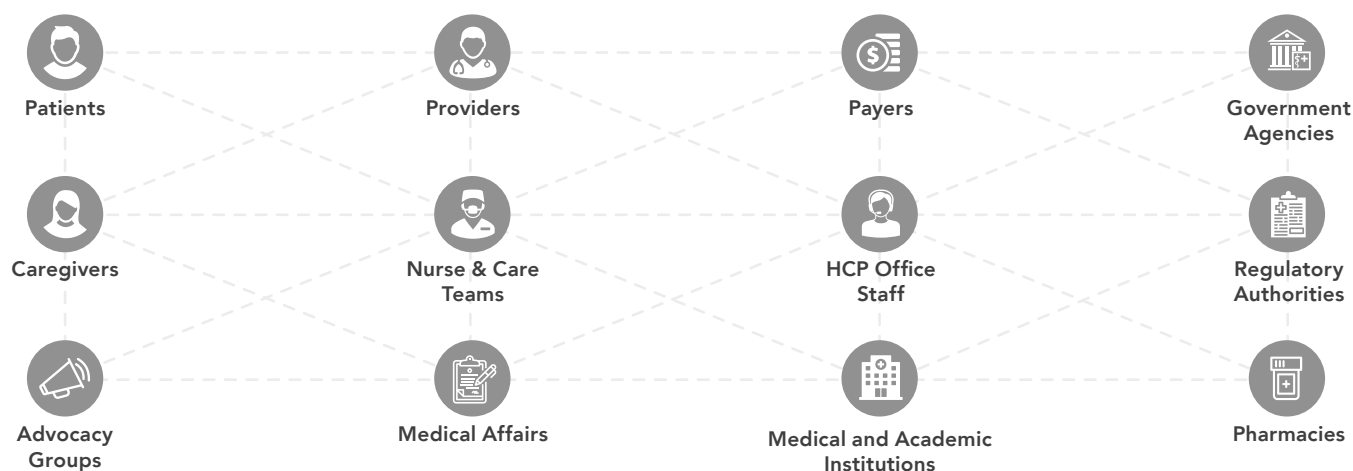 Patients
Providers
Payers
Government
Agencies
Caregivers
Nurse & Care
Teams
HCP Office
Staff
Regulatory
Authorities
Advocacy
Groups
Medical Affairs
Medical and Academic
Institutions
Pharmacies